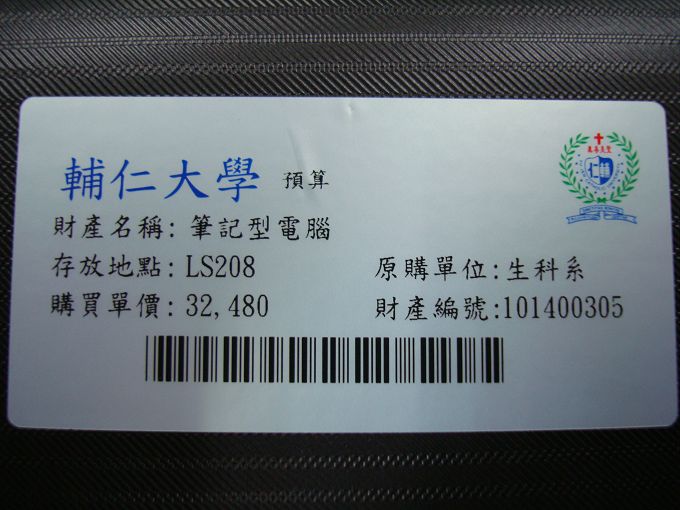 輔仁大學 預算
財產名稱: 筆記型電腦
存放地點: LS208 原購單位: 生科系
購買單價: 32,480 財產編號:101400305